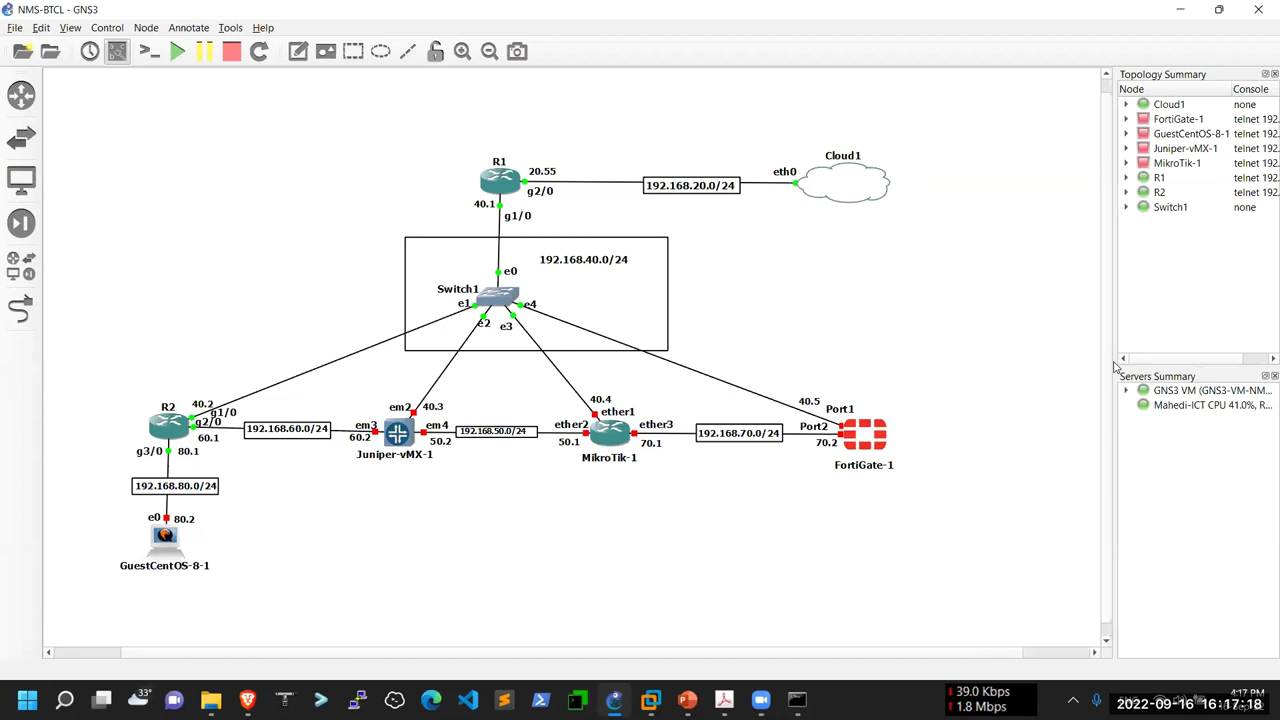 NMS-BTCL - GNS3
File Edit View Control Node Annotate Tools Help
Topology Summary
Node Console
Cloud1 none
FortiGate-1 telnet 192.
GuestCentOS-8-1 telnet 192.
Juniper-vMX-1 telnet 192.
MikroTik-1 telnet 192.
R1 telnet 192.
R2 telnet 192.
Switch1 none
Servers Summary
GNS3 VM (GNS3-VM-NM...
Mahedi-ICT CPU 41.0%, R...
R1
20.55
g2/0
192.168.20.0/24
eth0
Cloud1
40.1
g1/0
192.168.40.0/24
e0
Switch1
e1
e2
e3
e4
R2
40.2
g1/0
g2/0
60.1
g3/0
80.1
192.168.60.0/24
em2
40.3
em3
60.2
em4
50.2
Juniper-vMX-1
192.168.50.0/24
40.4
ether1
ether2
50.1
ether3
70.1
MikroTik-1
192.168.70.0/24
40.5
Port1
Port2
70.2
FortiGate-1
192.168.80.0/24
e0
80.2
GuestCentOS-8-1
33°
39.0 Kbps
1.8 Mbps
4:17 PM
2022-09-16 16:17:18